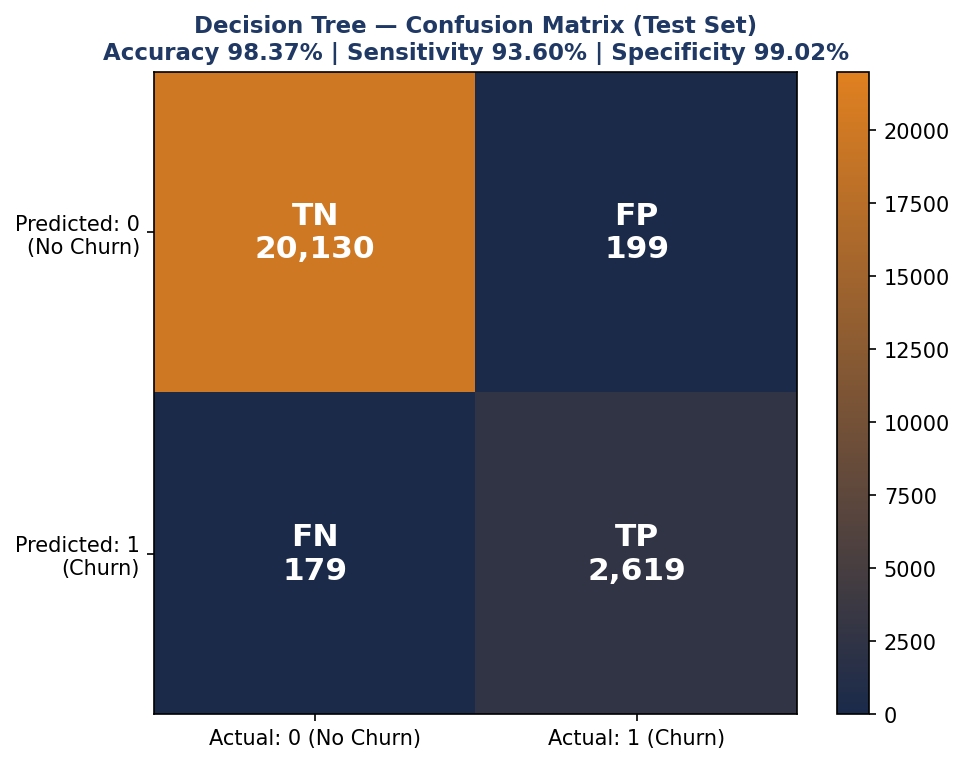 Decision Tree — Confusion Matrix (Test Set)
Accuracy 98.37% | Sensitivity 93.60% | Specificity 99.02%
Predicted: 0
(No Churn)
TN
20,130
FP
199
Predicted: 1
(Churn)
FN
179
TP
2,619
Actual: 0 (No Churn)
Actual: 1 (Churn)
20000
17500
15000
12500
10000
7500
5000
2500
0